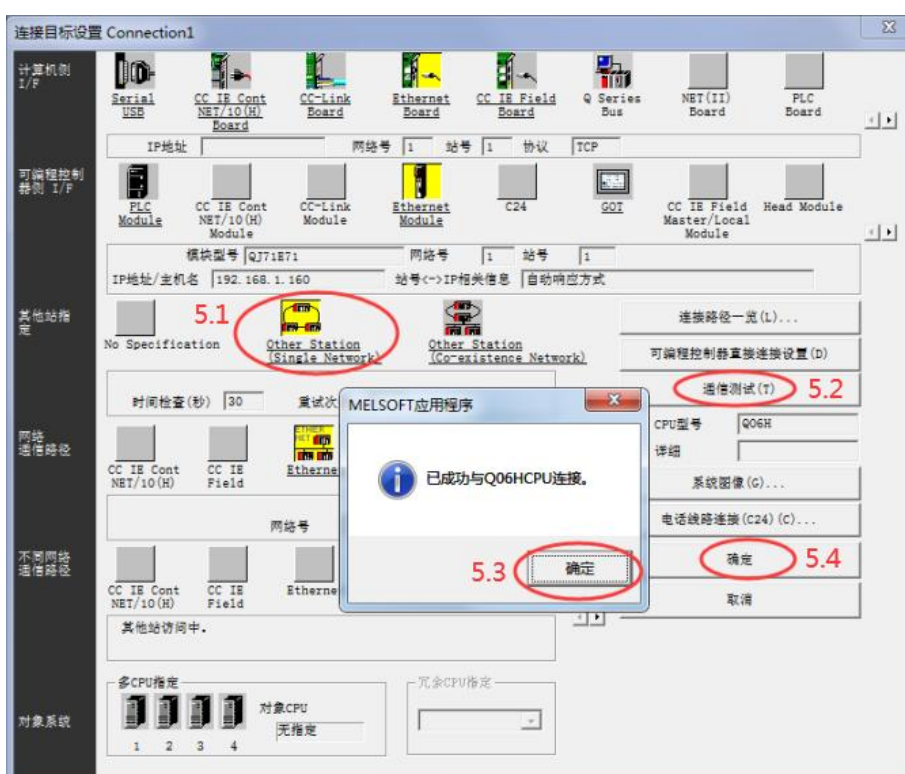 连接目标设置 Connection1
计算机侧
I/F
Serial
USB
CC IE Cont
NET/10(H)
Board
CC-Link
Board
Ethernet
Board
CC IE Field
Board
Q Series
Bus
NET(II)
Board
PLC
Board
IP地址 网络号 1 站号 1 协议 TCP
可编程控制
器侧 I/F
PLC
Module
CC IE Cont
NET/10(H)
Module
CC-Link
Module
Ethernet
Module
C24
GOT
CC IE Field
Master/Local
Module
Head Module
模块型号 QJ71E71 网络号 1 站号 1
IP地址/主机名 192.168.1.160 站号<->IP相关信息 自动响应方式
其他站指
定
No Specification
5.1
Other Station
(Single Network)
Other Station
(Co-existence Network)
连接路径一览(L)...
可编程控制器直接连接设置(D)
通信测试(T) 5.2
时间检查(秒) 30 重试次
CPU型号 Q06H
详细
系统图像(G)...
电话线路连接(C24)(C)...
确定 5.4
取消
MELSOFT应用程序
已成功与Q06HCPU连接。
5.3 确定
网络
通信路径
CC IE Cont
NET/10(H)
CC IE
Field
ETHER
NET
Etherne
网络号
不同网络
通信路径
CC IE Cont
NET/10(H)
CC IE
Field
Etherne
其他站访问中.
对象系统
多CPU指定
1 2 3 4
对象CPU
无指定
冗余CPU指定